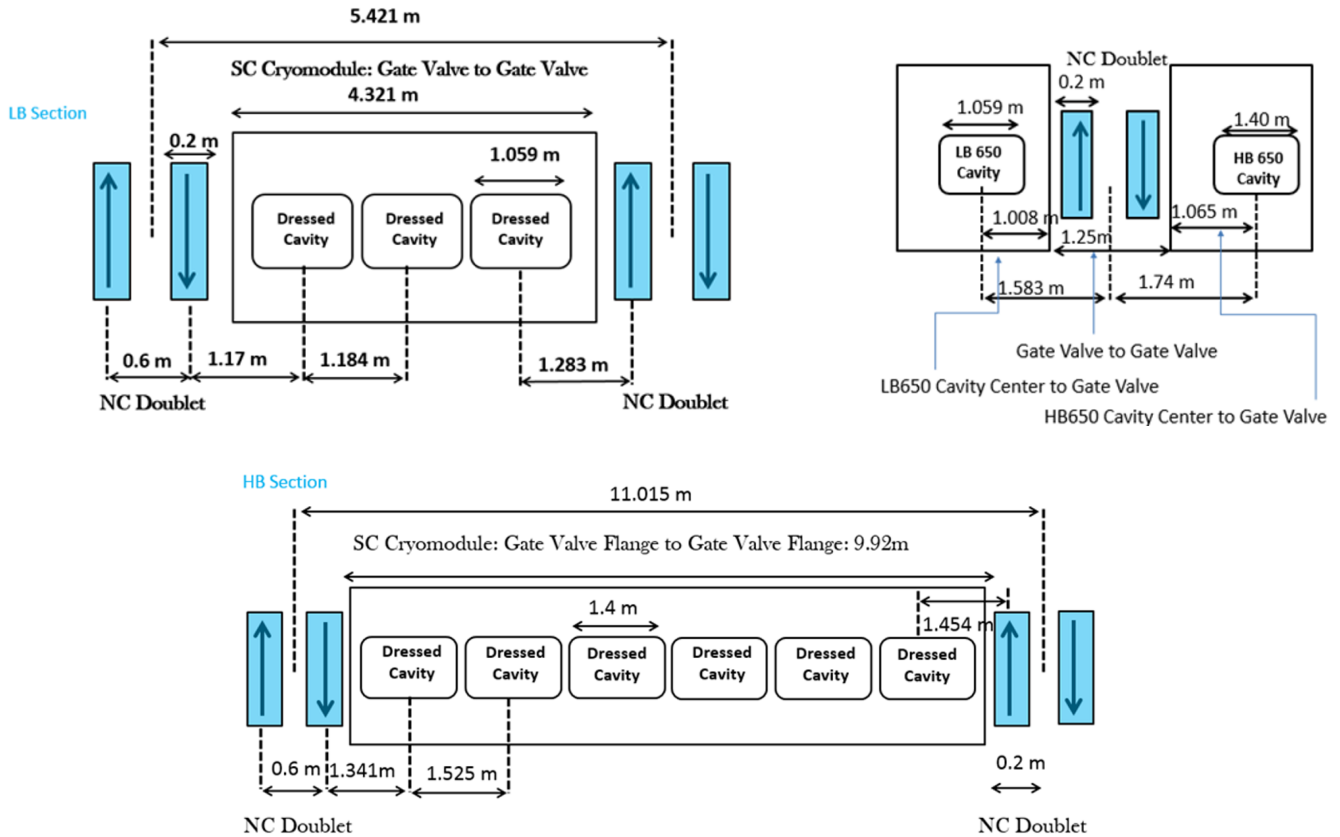 5.421 m
SC Cryomodule: Gate Valve to Gate Valve
4.321 m
LB Section
0.2 m
1.059 m
Dressed Cavity
Dressed Cavity
Dressed Cavity
0.6 m
1.17 m
1.184 m
1.283 m
NC Doublet
NC Doublet
NC Doublet
0.2 m
1.059 m
1.40 m
LB 650 Cavity
HB 650 Cavity
1.008 m
1.065 m
1.25m
1.583 m
1.74 m
Gate Valve to Gate Valve
LB650 Cavity Center to Gate Valve
HB650 Cavity Center to Gate Valve
HB Section
11.015 m
SC Cryomodule: Gate Valve Flange to Gate Valve Flange: 9.92m
1.4 m
1.454 m
Dressed Cavity
Dressed Cavity
Dressed Cavity
Dressed Cavity
Dressed Cavity
Dressed Cavity
0.6 m
1.341m
1.525 m
0.2 m
NC Doublet
NC Doublet